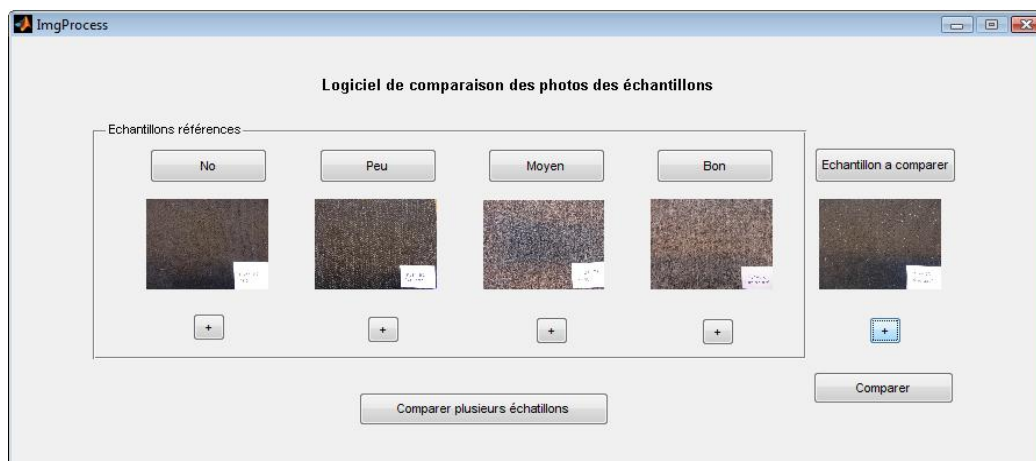 ImgProcess
Logiciel de comparaison des photos des échantillons
Echantillons références
No Peu Moyen Bon Echantillon a comparer
+ + + + +
Comparer
Comparer plusieurs échatillons